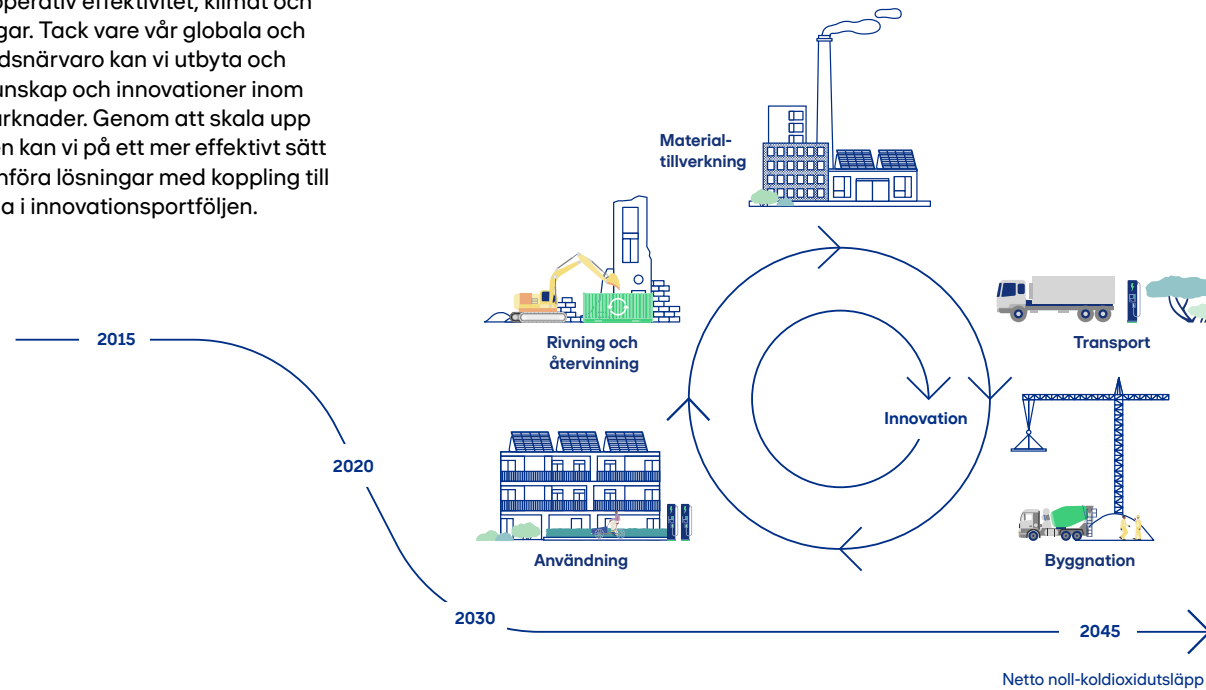 operativ effektivitet, klimat och
gar. Tack vare vår globala och
dsnärvaro kan vi utbyta och
unskap och innovationer inom
arknader. Genom att skala upp
en kan vi på ett mer effektivt sätt
nföra lösningar med koppling till
a i innovationsportföljen.
Material-
tillverkning
Rivning och
återvinning
Transport
2015
Innovation
2020
Användning
Byggnation
2030
2045
Netto noll-koldioxidutsläpp